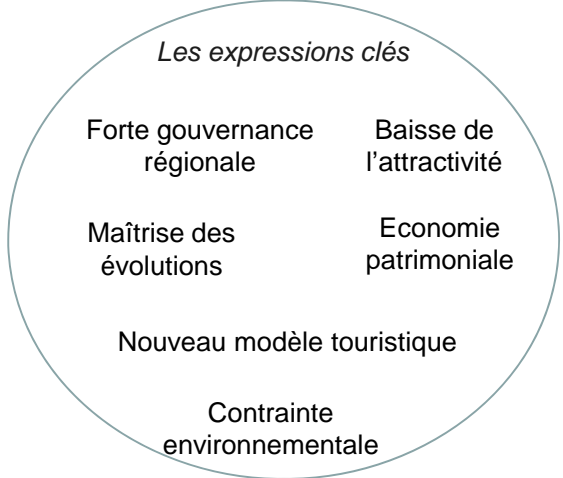 Les expressions clés
Forte gouvernance
régionale
Baisse de
l'attractivité
Maîtrise des
évolutions
Economie
patrimoniale
Nouveau modèle touristique
Contrainte
environnementale